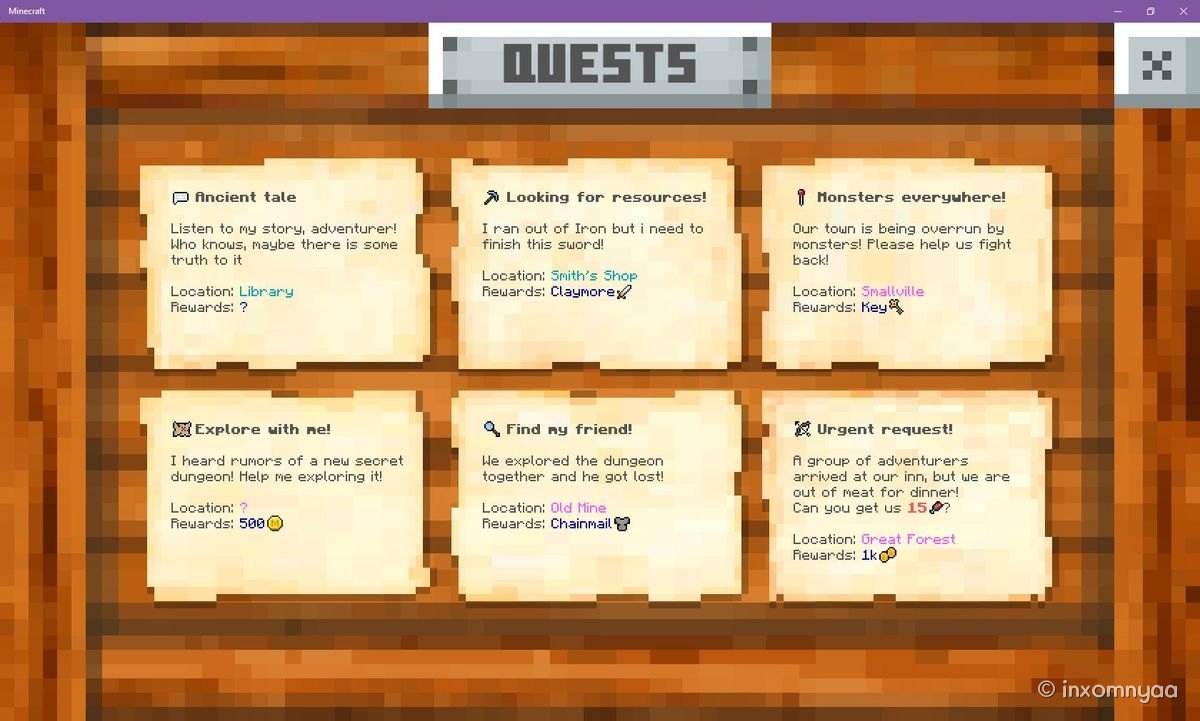 Minecraft
QUESTS
Ancient tale
Listen to my story, adventurer!
Who knows, maybe there is some
truth to it
Location: Library
Rewards: ?
Looking for resources!
I ran out of Iron but i need to
finish this sword!
Location: Smith's Shop
Rewards: Claymore
Monsters everywhere!
Our town is being overrun by
monsters! Please help us fight
back!
Location: Smallville
Rewards: Key
Explore with me!
I heard rumors of a new secret
dungeon! Help me exploring it!
Location: ?
Rewards: 500
Find my friend!
We explored the dungeon
together and he got lost!
Location: Old Mine
Rewards: Chainmail
Urgent request!
A group of adventurers
arrived at our inn, but we are
out of meat for dinner!
Can you get us 15?
Location: Great Forest
Rewards: 1k
© inxomnyaa